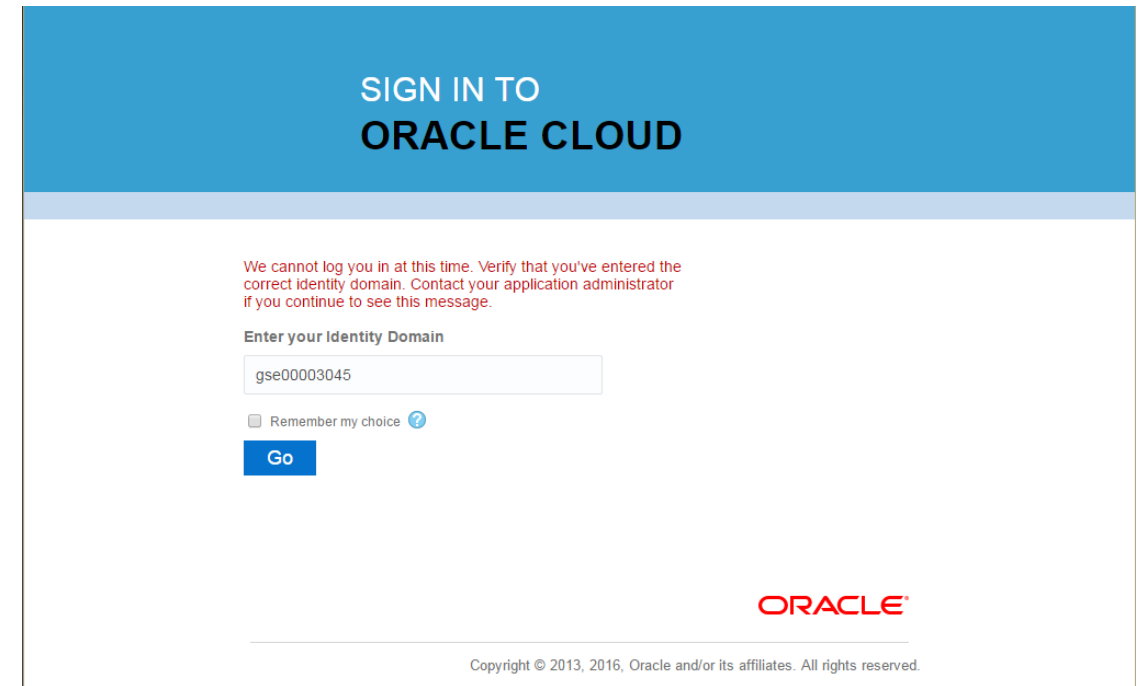 SIGN IN TO
ORACLE CLOUD
We cannot log you in at this time. Verify that you've entered the
correct identity domain. Contact your application administrator
if you continue to see this message.
Enter your Identity Domain
gse00003045
Remember my choice ?
Go
ORACLE®
Copyright © 2013, 2016, Oracle and/or its affiliates. All rights reserved.